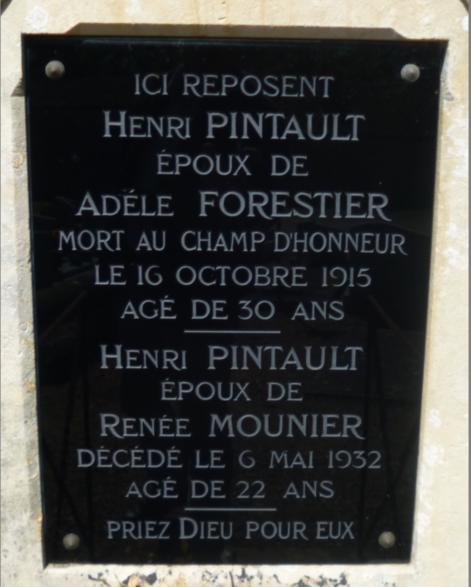 ICI REPOSENT
HENRI PINTAULT
ÉPOUX DE
ADÉLE FORESTIER
MORT AU CHAMP D'HONNEUR
LE 16 OCTOBRE 1915
AGÉ DE 30 ANS
HENRI PINTAULT
ÉPOUX DE
RENÉE MOUNIER
DÉCÉDÉ LE 6 MAI 1932
AGÉ DE 22 ANS
PRIEZ DIEU POUR EUX